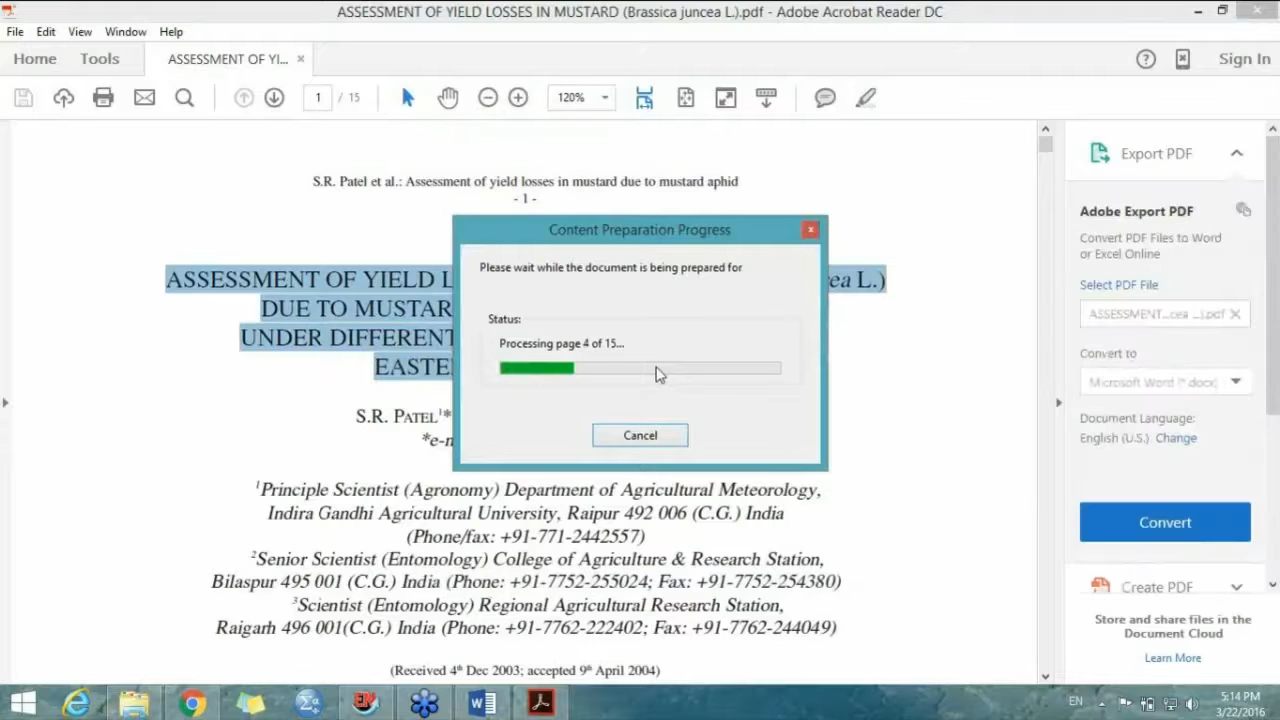 ASSESSMENT OF YIELD LOSSES IN MUSTARD (Brassica juncea L.).pdf - Adobe Acrobat Reader DC
File Edit View Window Help
Home Tools ASSESSMENT OF YI... × Sign In
1 / 15 120%
S.R. Patel et al.: Assessment of yield losses in mustard due to mustard aphid
- 1 -
ASSESSMENT OF YIELD L
ea L.)
DUE TO MUSTAR
UNDER DIFFERENT
EASTE
S.R. PATEL¹*
*e-n
¹Principle Scientist (Agronomy) Department of Agricultural Meteorology,
Indira Gandhi Agricultural University, Raipur 492 006 (C.G.) India
(Phone/fax: +91-771-2442557)
²Senior Scientist (Entomology) College of Agriculture & Research Station,
Bilaspur 495 001 (C.G.) India (Phone: +91-7752-255024; Fax: +91-7752-254380)
³Scientist (Entomology) Regional Agricultural Research Station,
Raigarh 496 001(C.G.) India (Phone: +91-7762-222402; Fax: +91-7762-244049)
(Received 4th Dec 2003; accepted 9th April 2004)
Content Preparation Progress
Please wait while the document is being prepared for
Status:
Processing page 4 of 15...
Cancel
Export PDF
Adobe Export PDF
Convert PDF Files to Word
or Excel Online
Select PDF File
ASSESSMENT...cea ...).pdf
Convert to
Microsoft Word (*.docx)
Document Language:
English (U.S.) Change
Convert
Create PDF
Store and share files in the
Document Cloud
Learn More
EN
5:14 PM
3/22/2016